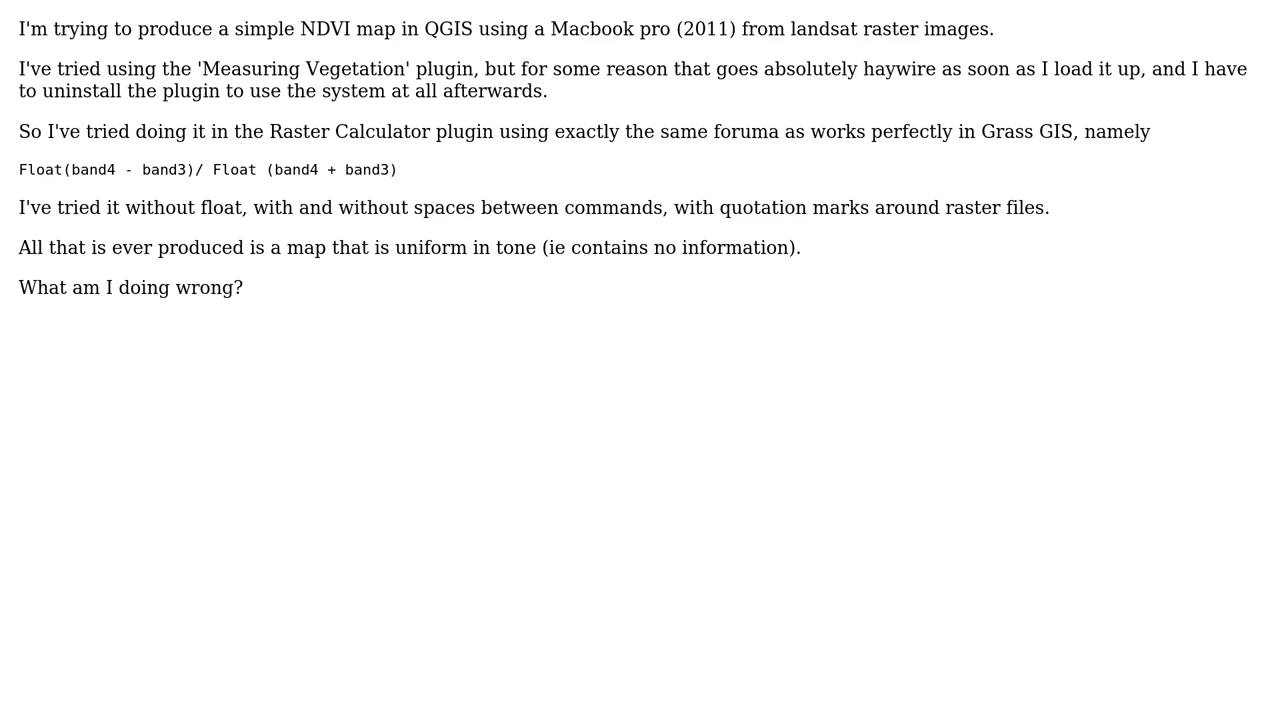 I'm trying to produce a simple NDVI map in QGIS using a Macbook pro (2011) from landsat raster images.
I've tried using the 'Measuring Vegetation' plugin, but for some reason that goes absolutely haywire as soon as I load it up, and I have
to uninstall the plugin to use the system at all afterwards.
So I've tried doing it in the Raster Calculator plugin using exactly the same foruma as works perfectly in Grass GIS, namely
Float(band4 - band3)/ Float (band4 + band3)
I've tried it without float, with and without spaces between commands, with quotation marks around raster files.
All that is ever produced is a map that is uniform in tone (ie contains no information).
What am I doing wrong?